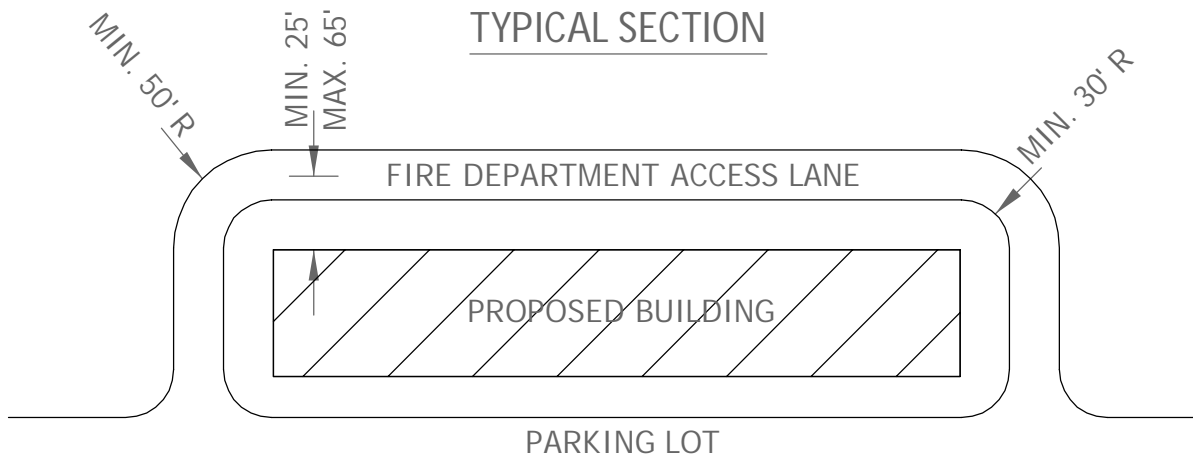 TYPICAL SECTION
MIN. 50' R
MIN. 25'
MAX. 65'
MIN. 30' R
FIRE DEPARTMENT ACCESS LANE
PROPOSED BUILDING
PARKING LOT